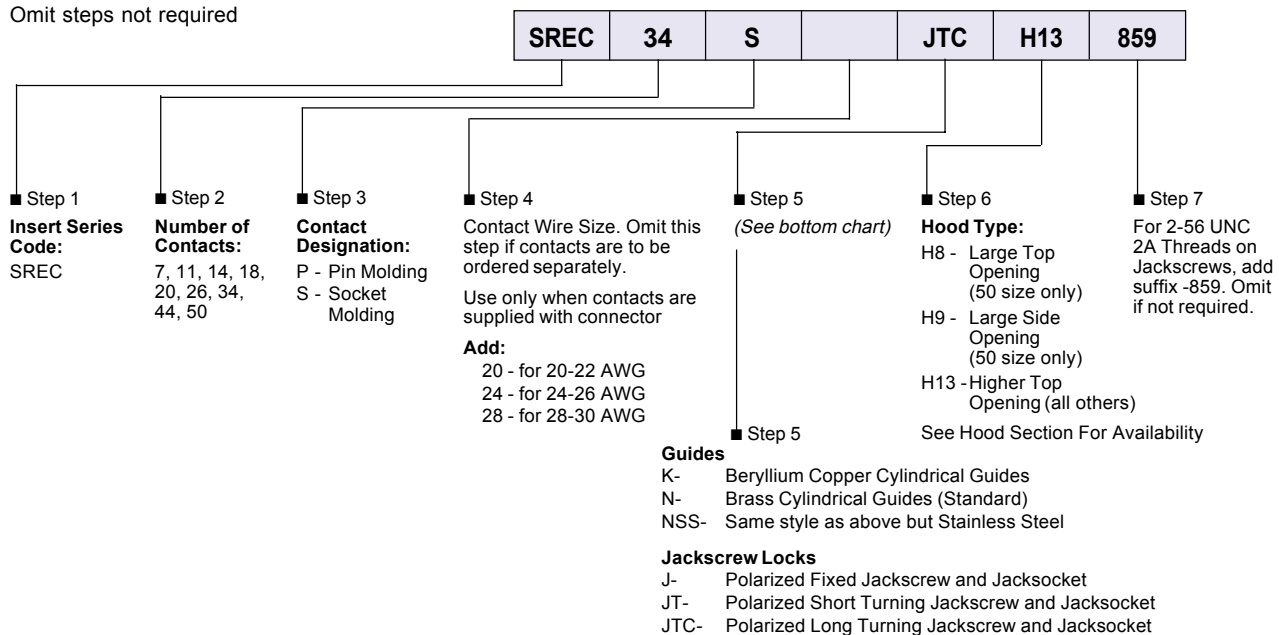 Omit steps not required
SREC 34 S JTC H13 859
■ Step 1
Insert Series
Code:
SREC
■ Step 2
Number of
Contacts:
7, 11, 14, 18,
20, 26, 34,
44, 50
■ Step 3
Contact
Designation:
P - Pin Molding
S - Socket
Molding
■ Step 4
Contact Wire Size. Omit this
step if contacts are to be
ordered separately.
Use only when contacts are
supplied with connector
Add:
20 - for 20-22 AWG
24 - for 24-26 AWG
28 - for 28-30 AWG
■ Step 5
(See bottom chart)
■ Step 6
Hood Type:
H8 - Large Top
Opening
(50 size only)
H9 - Large Side
Opening
(50 size only)
H13 -Higher Top
Opening (all others)
See Hood Section For Availability
■ Step 7
For 2-56 UNC
2A Threads on
Jackscrews, add
suffix -859. Omit
if not required.
■ Step 5
Guides
K- Beryllium Copper Cylindrical Guides
N- Brass Cylindrical Guides (Standard)
NSS- Same style as above but Stainless Steel
Jackscrew Locks
J- Polarized Fixed Jackscrew and Jacksocket
JT- Polarized Short Turning Jackscrew and Jacksocket
JTC- Polarized Long Turning Jackscrew and Jacksocket